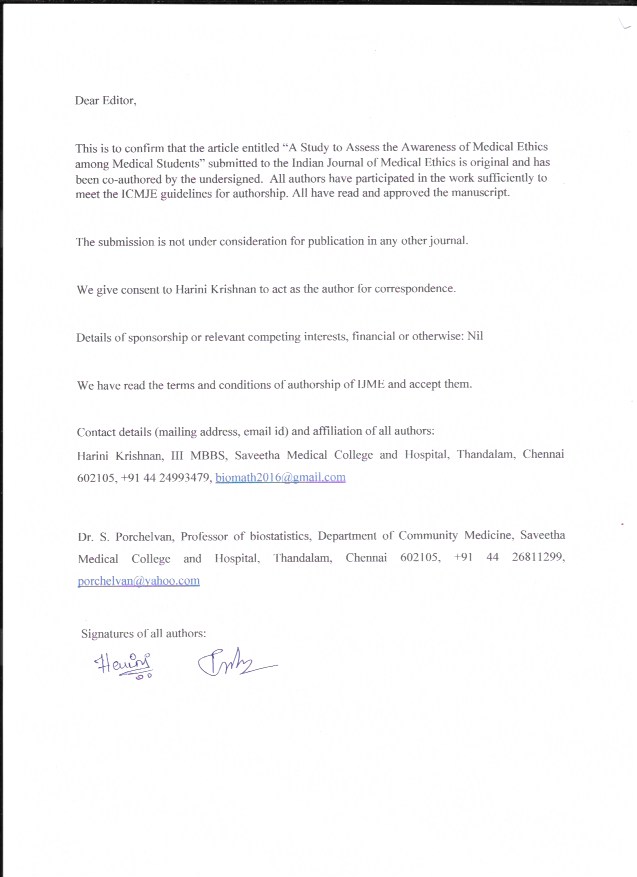 Dear Editor,
This is to confirm that the article entitled “A Study to Assess the Awareness of Medical Ethics
among Medical Students” submitted to the Indian Journal of Medical Ethics is original and has
been co-authored by the undersigned. All authors have participated in the work sufficiently to
meet the ICMJE guidelines for authorship. All have read and approved the manuscript.
The submission is not under consideration for publication in any other journal.
We give consent to Harini Krishnan to act as the author for correspondence.
Details of sponsorship or relevant competing interests, financial or otherwise: Nil
We have read the terms and conditions of authorship of IJME and accept them.
Contact details (mailing address, email id) and affiliation of all authors:
Harini Krishnan, III MBBS, Saveetha Medical College and Hospital, Thandalam, Chennai
602105, +91 44 24993479, biomath2016@gmail.com
Dr. S. Porchelvan, Professor of biostatistics, Department of Community Medicine, Saveetha
Medical College and Hospital, Thandalam, Chennai 602105, +91 44 26811299,
porchelvan@yahoo.com
Signatures of all authors: